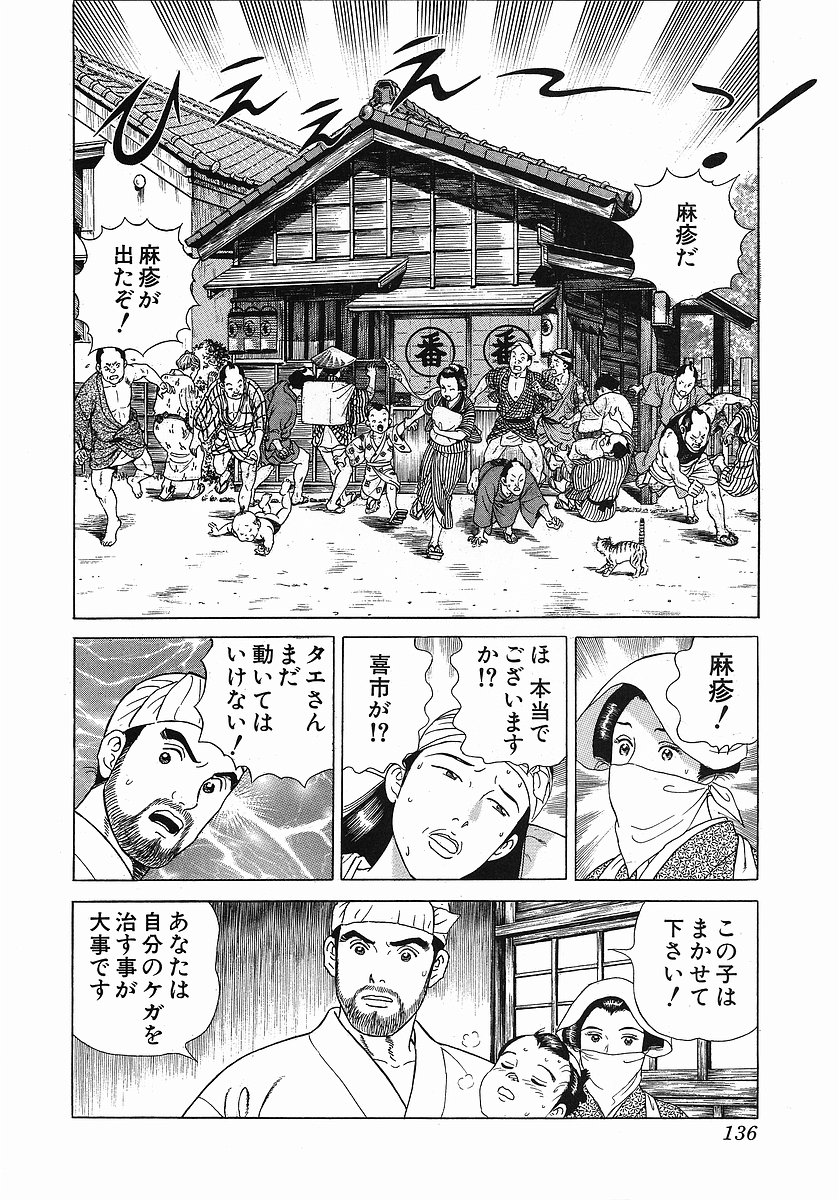 ひえぇえぇ〜っ！
麻疹だ
麻疹が
出たぞ！
番
番
麻疹！
ほ 本当で
ございます
か!?
喜市が!?
タエさん
まだ
動いては
いけない！
この子は
まかせて
下さい！
あなたは
自分のケガを
治す事が
大事です
136